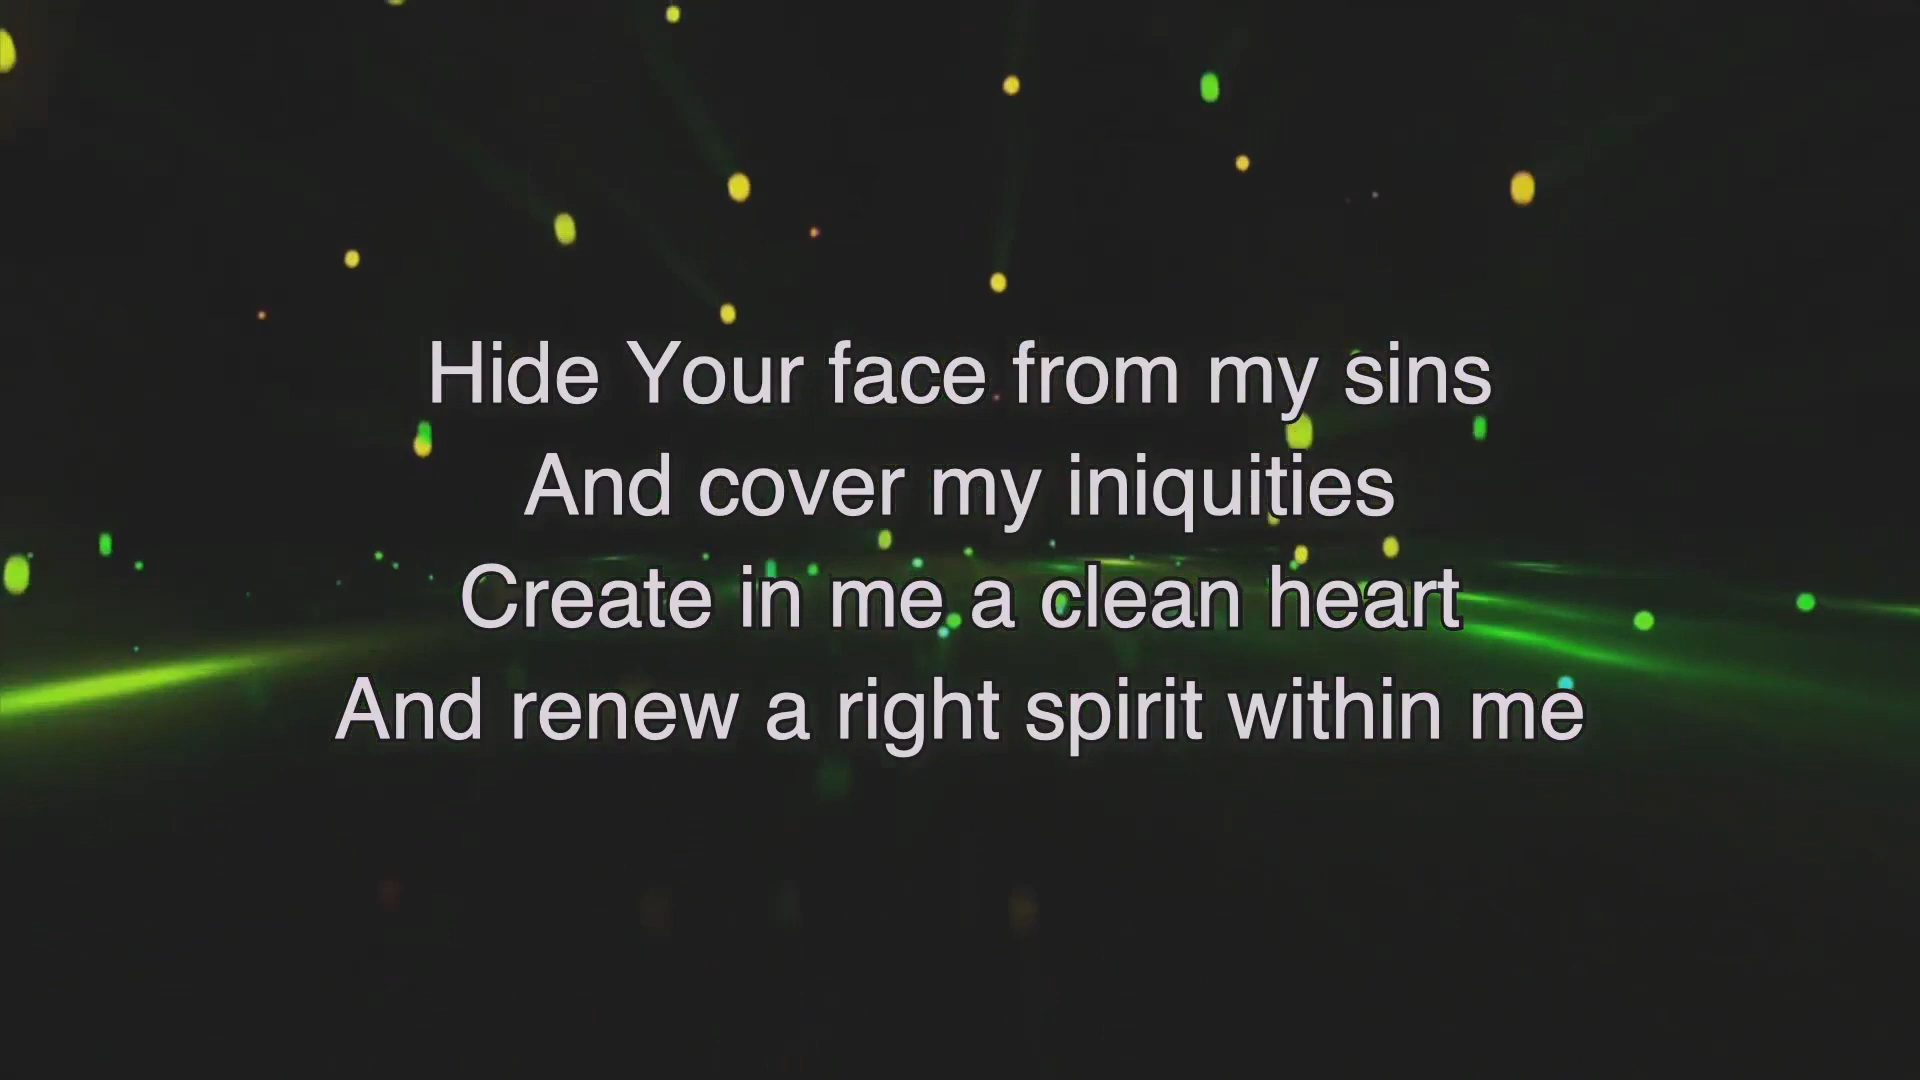 Hide Your face from my sins
And cover my iniquities
Create in me a clean heart
And renew a right spirit within me